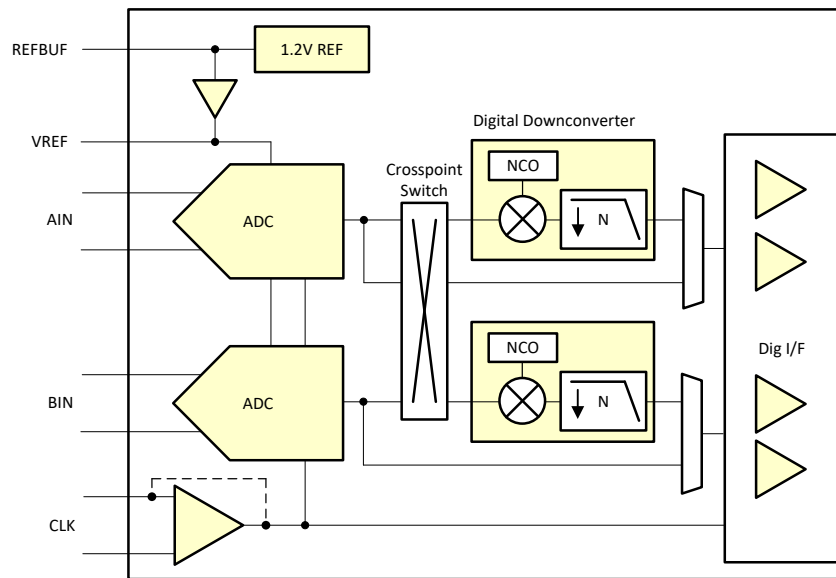 REFBUF
1.2V REF
VREF
Digital Downconverter
Crosspoint
Switch
NCO
AIN
ADC
N
NCO
Dig I/F
BIN
ADC
N
CLK